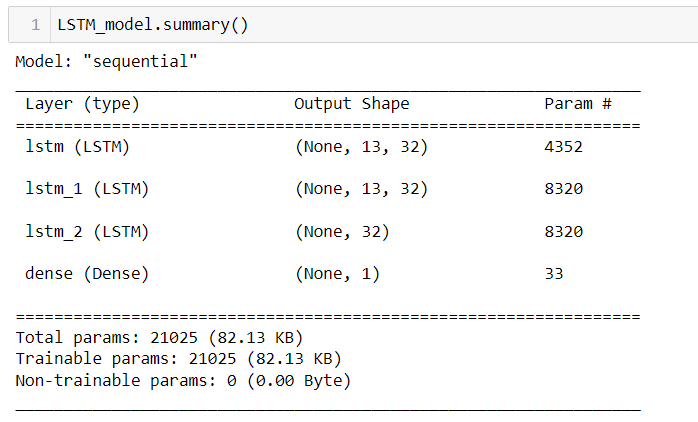 1 LSTM_model.summary()
Model: "sequential"
_________________________________________________________________
Layer (type) Output Shape Param #
=================================================================
lstm (LSTM) (None, 13, 32) 4352
lstm_1 (LSTM) (None, 13, 32) 8320
lstm_2 (LSTM) (None, 32) 8320
dense (Dense) (None, 1) 33
=================================================================
Total params: 21025 (82.13 KB)
Trainable params: 21025 (82.13 KB)
Non-trainable params: 0 (0.00 Byte)
_________________________________________________________________